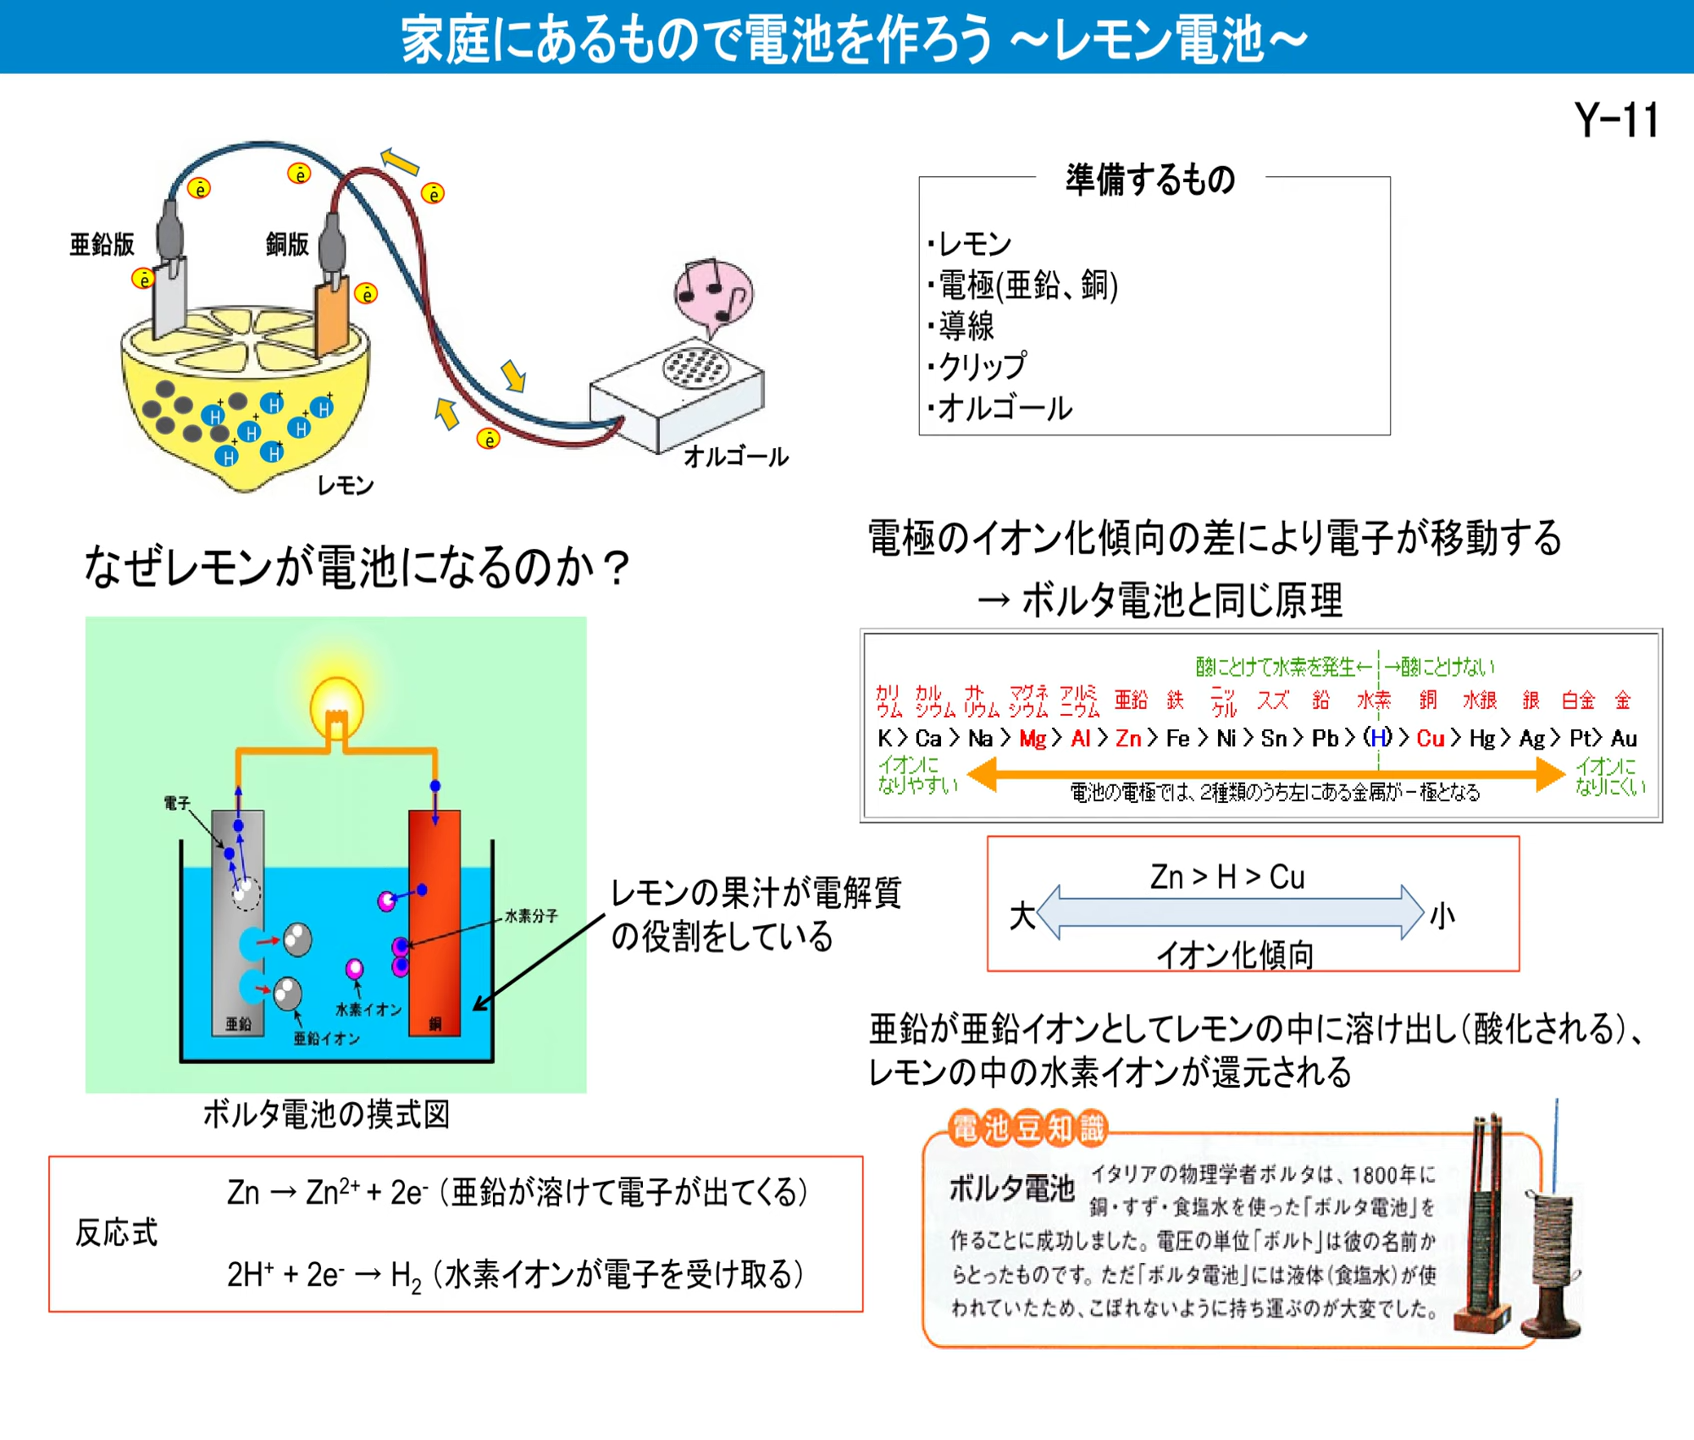 家庭にあるもので電池を作ろう ～レモン電池～
Y-11
ē
ē
ē
亜鉛版
銅版
ē
ē
ē
H+
H+
H+
H+
H+
H+
H+
レモン
オルゴール
準備するもの
・レモン
・電極(亜鉛、銅)
・導線
・クリップ
・オルゴール
なぜレモンが電池になるのか？
電子
水素分子
水素イオン
亜鉛
亜鉛イオン
銅
レモンの果汁が電解質
の役割をしている
ボルタ電池の摸式図
反応式
Zn → Zn²⁺ + 2e⁻ （亜鉛が溶けて電子が出てくる）
2H⁺ + 2e⁻ → H₂ （水素イオンが電子を受け取る）
電極のイオン化傾向の差により電子が移動する
→ ボルタ電池と同じ原理
酸にとけて水素を発生←|→酸にとけない
カリウム カルシウム ナトリウム マグネシウム アルミニウム 亜鉛 鉄 ニッケル スズ 鉛 水素 銅 水銀 銀 白金 金
K > Ca > Na > Mg > Al > Zn > Fe > Ni > Sn > Pb > (H) > Cu > Hg > Ag > Pt > Au
イオンに
なりやすい
電池の電極では、2種類のうち左にある金属が－極となる
イオンに
なりにくい
Zn > H > Cu
大
小
イオン化傾向
亜鉛が亜鉛イオンとしてレモンの中に溶け出し（酸化される）、
レモンの中の水素イオンが還元される
電池豆知識
ボルタ電池
イタリアの物理学者ボルタは、1800年に
銅・すず・食塩水を使った「ボルタ電池」を
作ることに成功しました。電圧の単位「ボルト」は彼の名前か
らとったものです。ただ「ボルタ電池」には液体（食塩水）が使
われていたため、こぼれないように持ち運ぶのが大変でした。